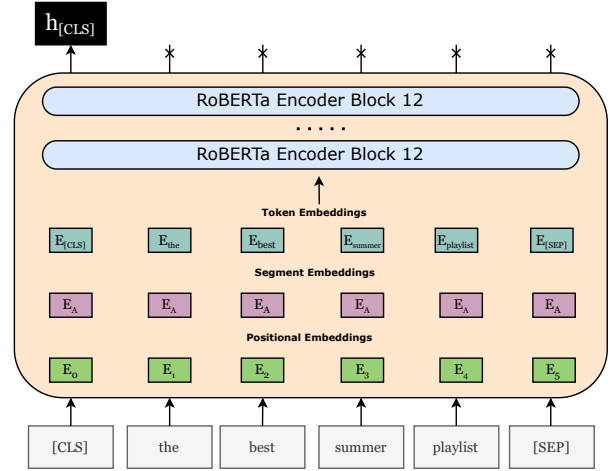 h[CLS]
RoBERTa Encoder Block 12
.....
RoBERTa Encoder Block 12
Token Embeddings
E[CLS] Ethe Ebest Esummer Eplaylist E[SEP]
Segment Embeddings
EA EA EA EA EA EA
Positional Embeddings
E0 E1 E2 E3 E4 E5
[CLS] the best summer playlist [SEP]